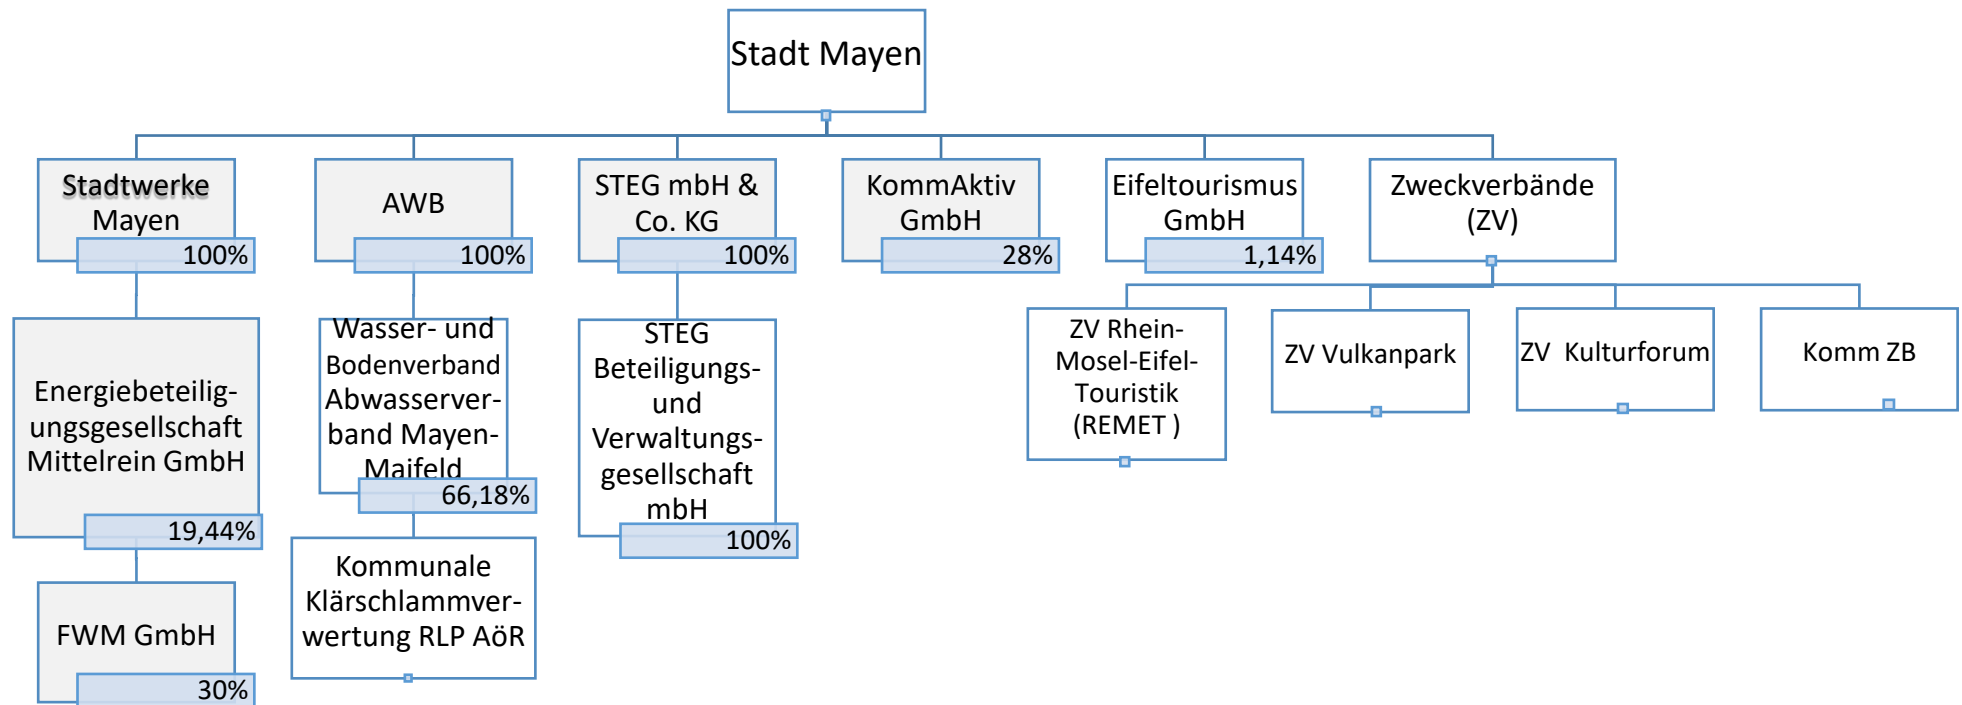 Stadt Mayen
Stadtwerke
Mayen
100%
AWB
100%
STEG mbH &
Co. KG
100%
KommAktiv
GmbH
28%
Eifeltourismus
GmbH
1,14%
Zweckverbände
(ZV)
Energiebeteilig-
ungsgesellschaft
Mittelrein GmbH
19,44%
FWM GmbH
30%
Wasser- und
Bodenverband
Abwasserver-
band Mayen-
Maifeld
66,18%
Kommunale
Klärschlammver-
wertung RLP AöR
STEG
Beteiligungs-
und
Verwaltungs-
gesellschaft
mbH
100%
ZV Rhein-
Mosel-Eifel-
Touristik
(REMET )
ZV Vulkanpark
ZV  Kulturforum
Komm ZB